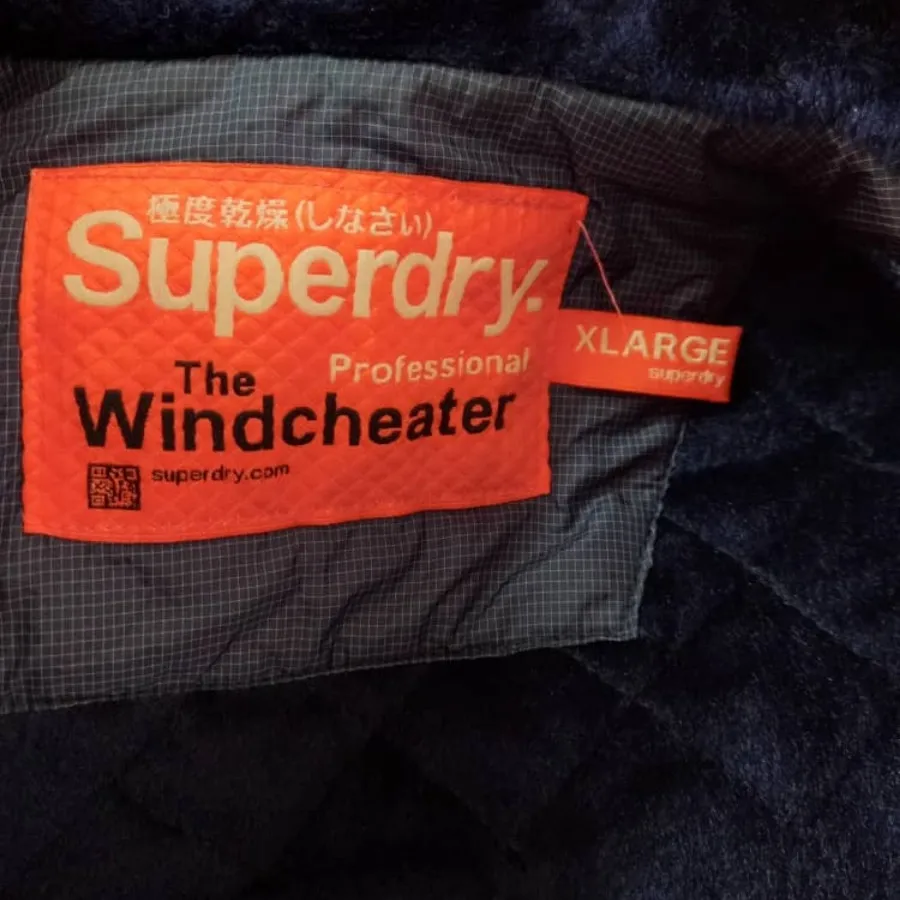 極度乾燥(しなさい)
Superdry.
Professional
The
Windcheater
superdry.com
XLARGE
superdry